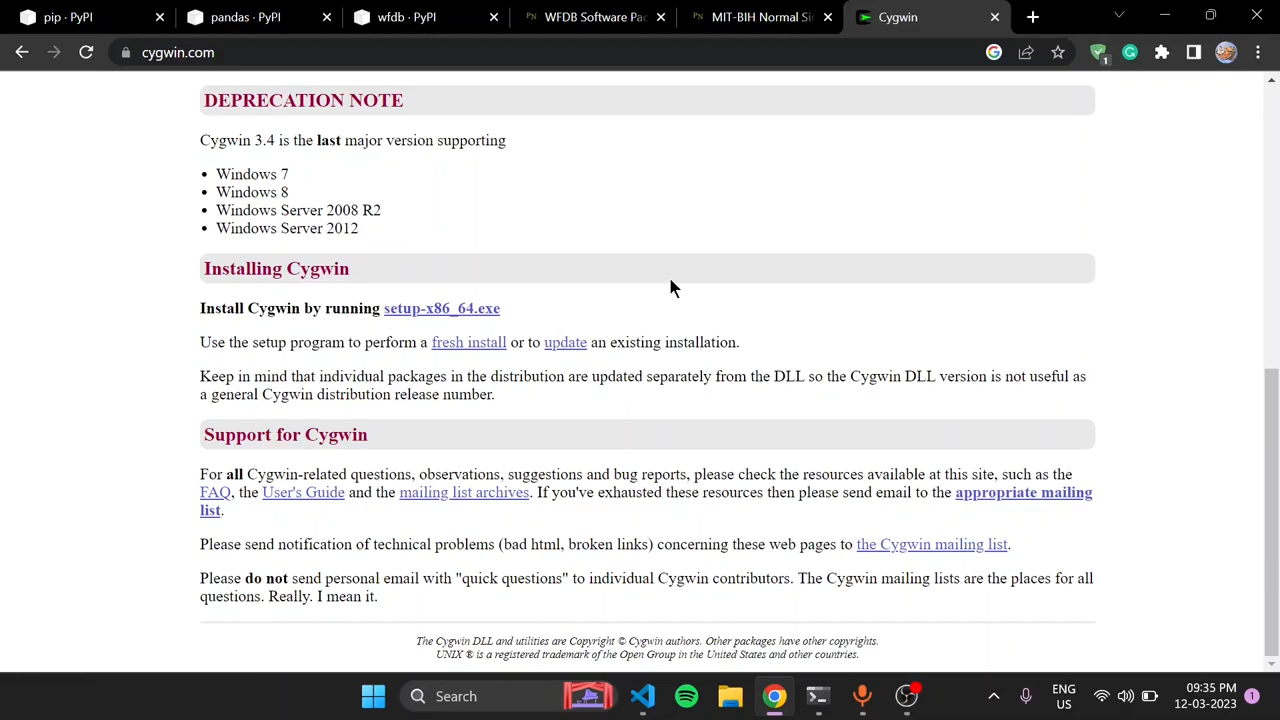 pip · PyPI
pandas · PyPI
wfdb · PyPI
WFDB Software Pac
MIT-BIH Normal Si
Cygwin
cygwin.com
DEPRECATION NOTE
Cygwin 3.4 is the last major version supporting
• Windows 7
• Windows 8
• Windows Server 2008 R2
• Windows Server 2012
Installing Cygwin
Install Cygwin by running setup-x86_64.exe
Use the setup program to perform a fresh install or to update an existing installation.
Keep in mind that individual packages in the distribution are updated separately from the DLL so the Cygwin DLL version is not useful as
a general Cygwin distribution release number.
Support for Cygwin
For all Cygwin-related questions, observations, suggestions and bug reports, please check the resources available at this site, such as the
FAQ, the User's Guide and the mailing list archives. If you've exhausted these resources then please send email to the appropriate mailing
list.
Please send notification of technical problems (bad html, broken links) concerning these web pages to the Cygwin mailing list.
Please do not send personal email with "quick questions" to individual Cygwin contributors. The Cygwin mailing lists are the places for all
questions. Really. I mean it.
The Cygwin DLL and utilities are Copyright © Cygwin authors. Other packages have other copyrights.
UNIX ® is a registered trademark of the Open Group in the United States and other countries.
Search
ENG
US
09:35 PM
12-03-2023
1